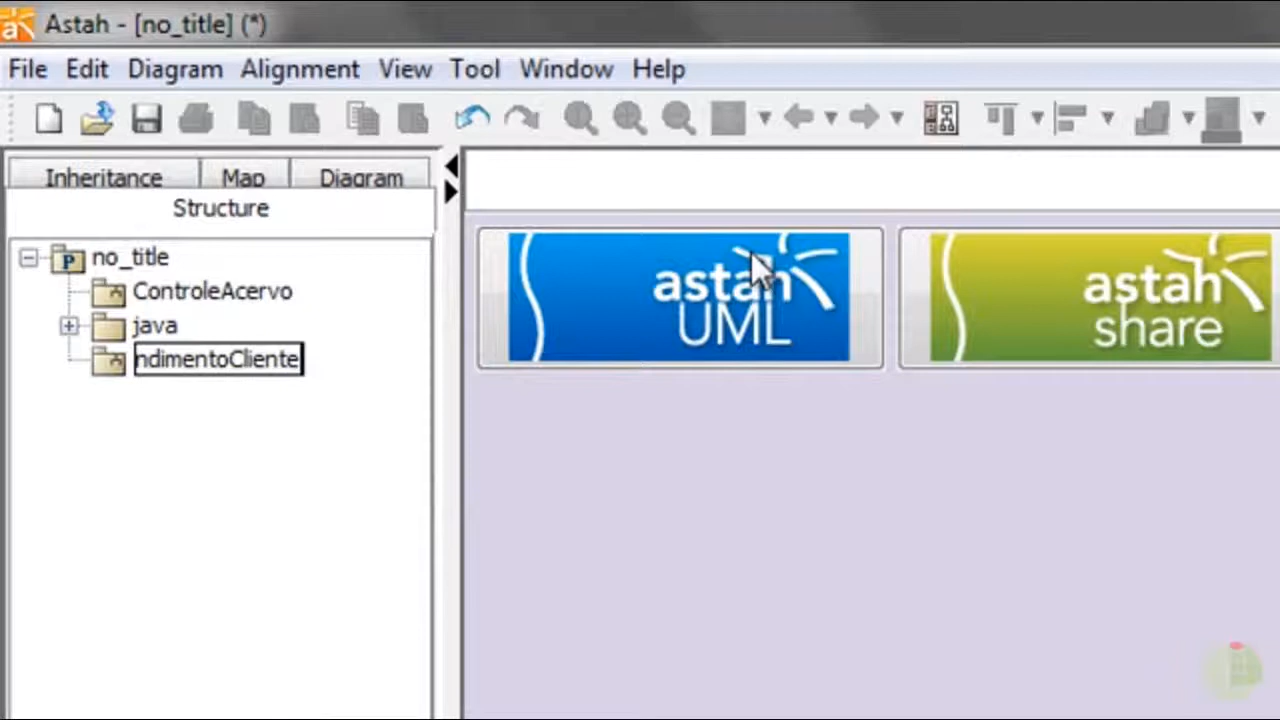 Astah - [no_title] (*)
File Edit Diagram Alignment View Tool Window Help
Inheritance Map Diagram
Structure
no_title
ControleAcervo
java
ndimentoCliente
astah
UML
astah
share